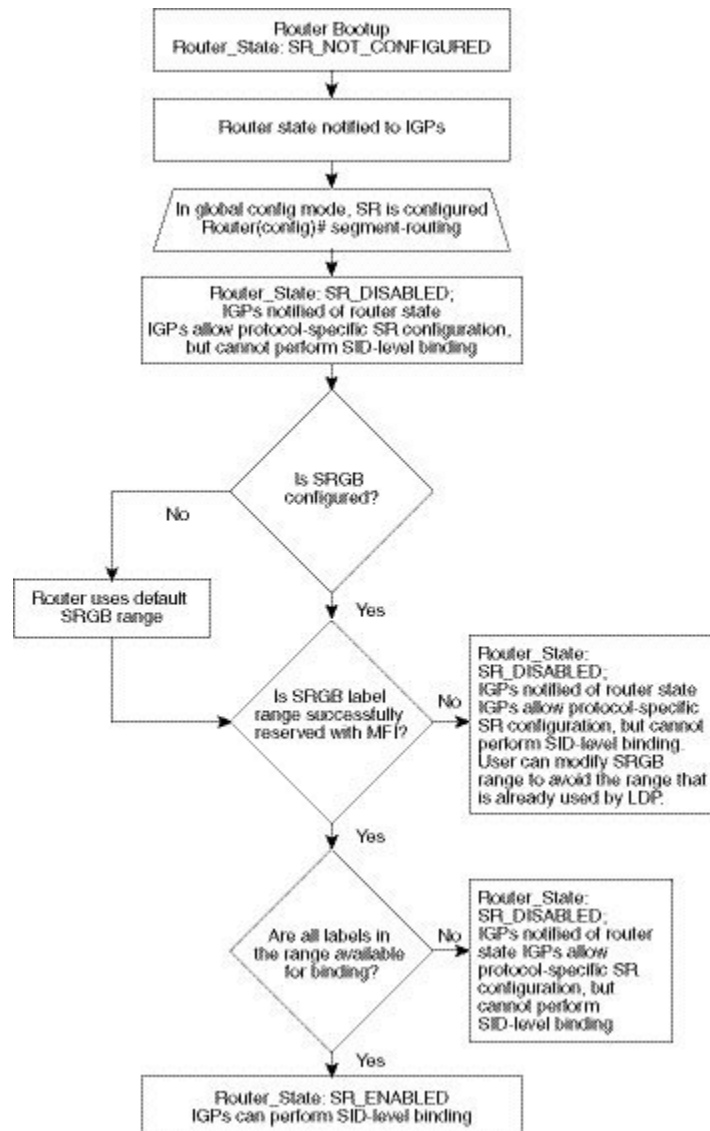 Router Bootup
Router_State: SR_NOT_CONFIGURED
Router state notified to IGPs
In global config mode, SR is configured
Router(config)# segment-routing
Router_State: SR_DISABLED;
IGPs notified of router state
IGPs allow protocol-specific SR configuration,
but cannot perform SID-level binding
Is SRGB
configured?
No
Router uses default
SRGB range
Yes
Is SRGB label
range successfully
reserved with MFI?
No
Router_State:
SR_DISABLED;
IGPs notified of router state
IGPs allow protocol-specific
SR configuration, but cannot
perform SID-level binding.
User can modify SRGB
range to avoid the range that
is already used by LDP.
Yes
Are all labels in
the range available
for binding?
No
Router_State:
SR_DISABLED;
IGPs notified of router
state IGPs allow
protocol-specific SR
configuration, but
cannot perform
SID-level binding
Yes
Router_State: SR_ENABLED
IGPs can perform SID-level binding